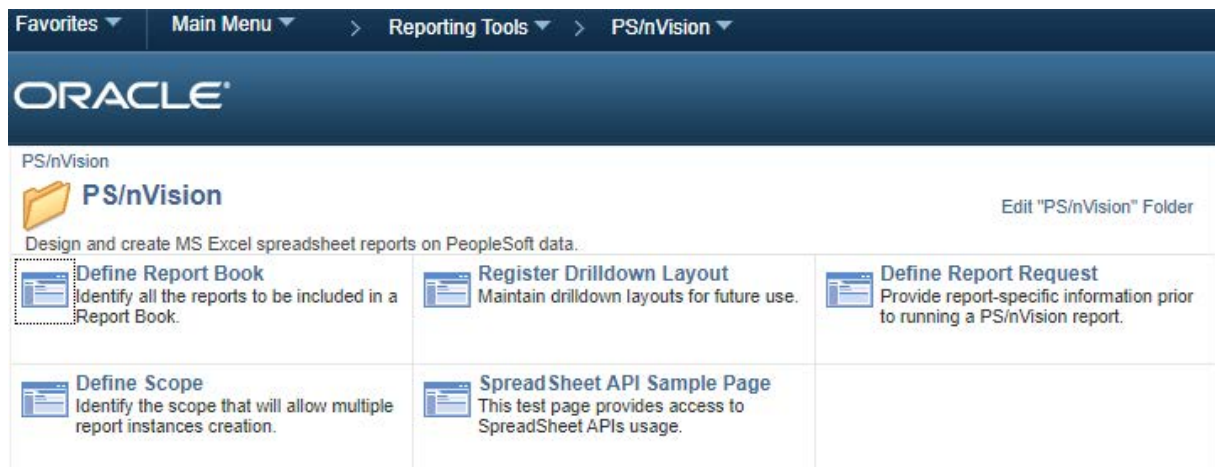 Favorites Main Menu > Reporting Tools > PS/nVision
ORACLE
PS/nVision
PS/nVision
Edit "PS/nVision" Folder
Design and create MS Excel spreadsheet reports on PeopleSoft data.
Define Report Book
Identify all the reports to be included in a
Report Book.
Register Drilldown Layout
Maintain drilldown layouts for future use.
Define Report Request
Provide report-specific information prior
to running a PS/nVision report.
Define Scope
Identify the scope that will allow multiple
report instances creation.
SpreadSheet API Sample Page
This test page provides access to
SpreadSheet APIs usage.